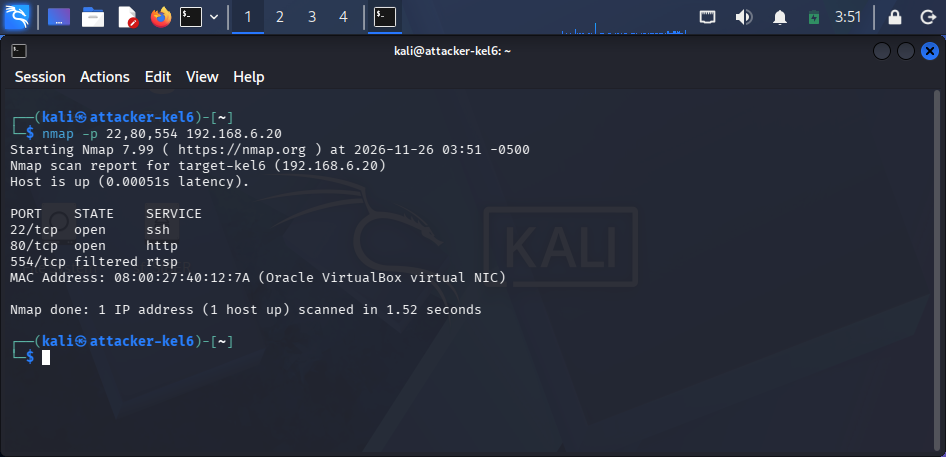 1 2 3 4 3:51
kali@attacker-kel6: ~
Session Actions Edit View Help
┌──(kali㉿attacker-kel6)-[~]
└─$ nmap -p 22,80,554 192.168.6.20
Starting Nmap 7.99 ( https://nmap.org ) at 2026-11-26 03:51 -0500
Nmap scan report for target-kel6 (192.168.6.20)
Host is up (0.00051s latency).
PORT    STATE    SERVICE
22/tcp  open     ssh
80/tcp  open     http
554/tcp filtered rtsp
MAC Address: 08:00:27:40:12:7A (Oracle VirtualBox virtual NIC)
Nmap done: 1 IP address (1 host up) scanned in 1.52 seconds
┌──(kali㉿attacker-kel6)-[~]
└─$
KALI